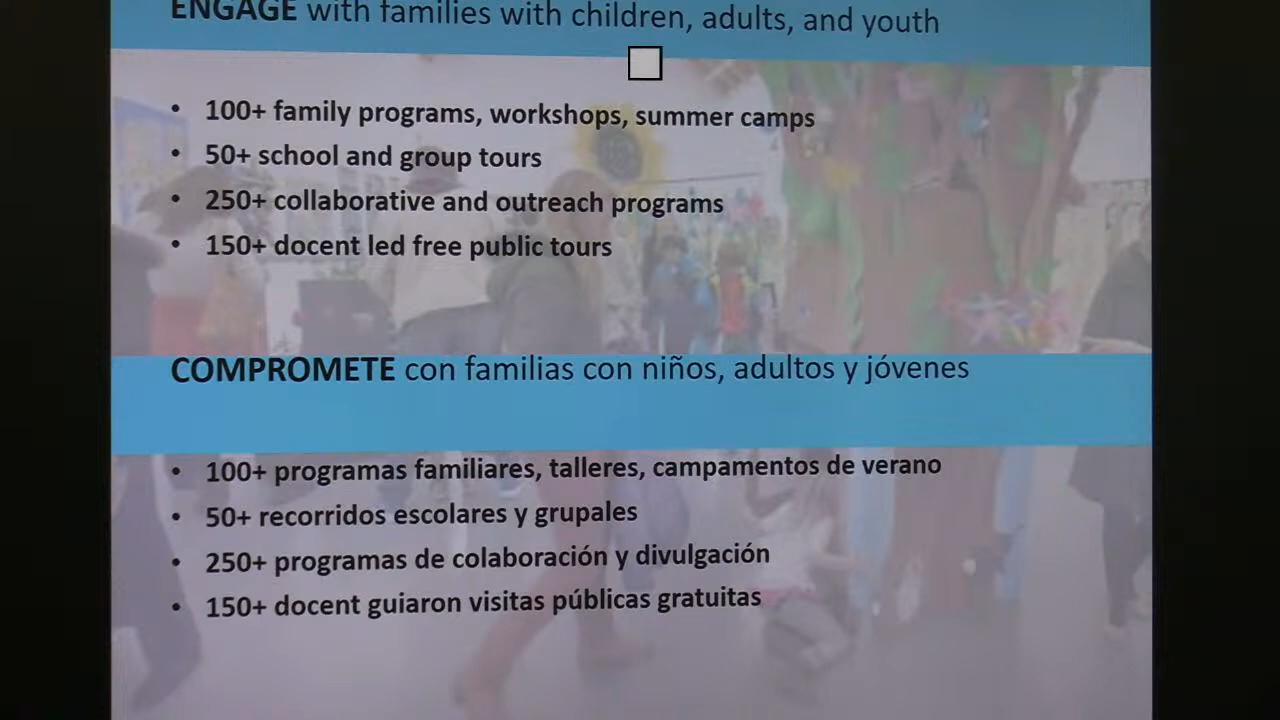 ENGAGE with families with children, adults, and youth
• 100+ family programs, workshops, summer camps
• 50+ school and group tours
• 250+ collaborative and outreach programs
• 150+ docent led free public tours
COMPROMETE con familias con niños, adultos y jóvenes
• 100+ programas familiares, talleres, campamentos de verano
• 50+ recorridos escolares y grupales
• 250+ programas de colaboración y divulgación
• 150+ docent guiaron visitas públicas gratuitas